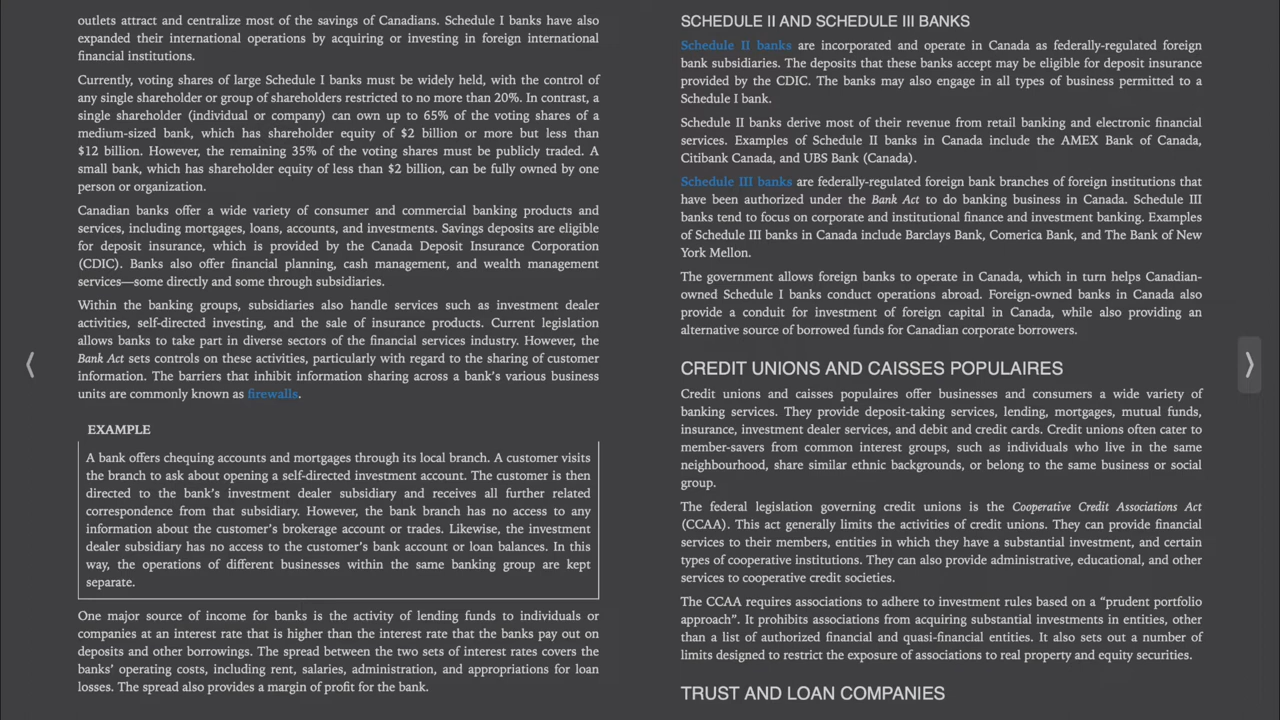 outlets attract and centralize most of the savings of Canadians. Schedule I banks have also
expanded their international operations by acquiring or investing in foreign international
financial institutions.
Currently, voting shares of large Schedule I banks must be widely held, with the control of
any single shareholder or group of shareholders restricted to no more than 20%. In contrast, a
single shareholder (individual or company) can own up to 65% of the voting shares of a
medium-sized bank, which has shareholder equity of $2 billion or more but less than
$12 billion. However, the remaining 35% of the voting shares must be publicly traded. A
small bank, which has shareholder equity of less than $2 billion, can be fully owned by one
person or organization.
Canadian banks offer a wide variety of consumer and commercial banking products and
services, including mortgages, loans, accounts, and investments. Savings deposits are eligible
for deposit insurance, which is provided by the Canada Deposit Insurance Corporation
(CDIC). Banks also offer financial planning, cash management, and wealth management
services—some directly and some through subsidiaries.
Within the banking groups, subsidiaries also handle services such as investment dealer
activities, self-directed investing, and the sale of insurance products. Current legislation
allows banks to take part in diverse sectors of the financial services industry. However, the
Bank Act sets controls on these activities, particularly with regard to the sharing of customer
information. The barriers that inhibit information sharing across a bank's various business
units are commonly known as firewalls.
EXAMPLE
A bank offers chequing accounts and mortgages through its local branch. A customer visits
the branch to ask about opening a self-directed investment account. The customer is then
directed to the bank's investment dealer subsidiary and receives all further related
correspondence from that subsidiary. However, the bank branch has no access to any
information about the customer's brokerage account or trades. Likewise, the investment
dealer subsidiary has no access to the customer's bank account or loan balances. In this
way, the operations of different businesses within the same banking group are kept
separate.
One major source of income for banks is the activity of lending funds to individuals or
companies at an interest rate that is higher than the interest rate that the banks pay out on
deposits and other borrowings. The spread between the two sets of interest rates covers the
banks' operating costs, including rent, salaries, administration, and appropriations for loan
losses. The spread also provides a margin of profit for the bank.
SCHEDULE II AND SCHEDULE III BANKS
Schedule II banks are incorporated and operate in Canada as federally-regulated foreign
bank subsidiaries. The deposits that these banks accept may be eligible for deposit insurance
provided by the CDIC. The banks may also engage in all types of business permitted to a
Schedule I bank.
Schedule II banks derive most of their revenue from retail banking and electronic financial
services. Examples of Schedule II banks in Canada include the AMEX Bank of Canada,
Citibank Canada, and UBS Bank (Canada).
Schedule III banks are federally-regulated foreign bank branches of foreign institutions that
have been authorized under the Bank Act to do banking business in Canada. Schedule III
banks tend to focus on corporate and institutional finance and investment banking. Examples
of Schedule III banks in Canada include Barclays Bank, Comerica Bank, and The Bank of New
York Mellon.
The government allows foreign banks to operate in Canada, which in turn helps Canadian-
owned Schedule I banks conduct operations abroad. Foreign-owned banks in Canada also
provide a conduit for investment of foreign capital in Canada, while also providing an
alternative source of borrowed funds for Canadian corporate borrowers.
CREDIT UNIONS AND CAISSES POPULAIRES
Credit unions and caisses populaires offer businesses and consumers a wide variety of
banking services. They provide deposit-taking services, lending, mortgages, mutual funds,
insurance, investment dealer services, and debit and credit cards. Credit unions often cater to
member-savers from common interest groups, such as individuals who live in the same
neighbourhood, share similar ethnic backgrounds, or belong to the same business or social
group.
The federal legislation governing credit unions is the Cooperative Credit Associations Act
(CCAA). This act generally limits the activities of credit unions. They can provide financial
services to their members, entities in which they have a substantial investment, and certain
types of cooperative institutions. They can also provide administrative, educational, and other
services to cooperative credit societies.
The CCAA requires associations to adhere to investment rules based on a “prudent portfolio
approach”. It prohibits associations from acquiring substantial investments in entities, other
than a list of authorized financial and quasi-financial entities. It also sets out a number of
limits designed to restrict the exposure of associations to real property and equity securities.
TRUST AND LOAN COMPANIES